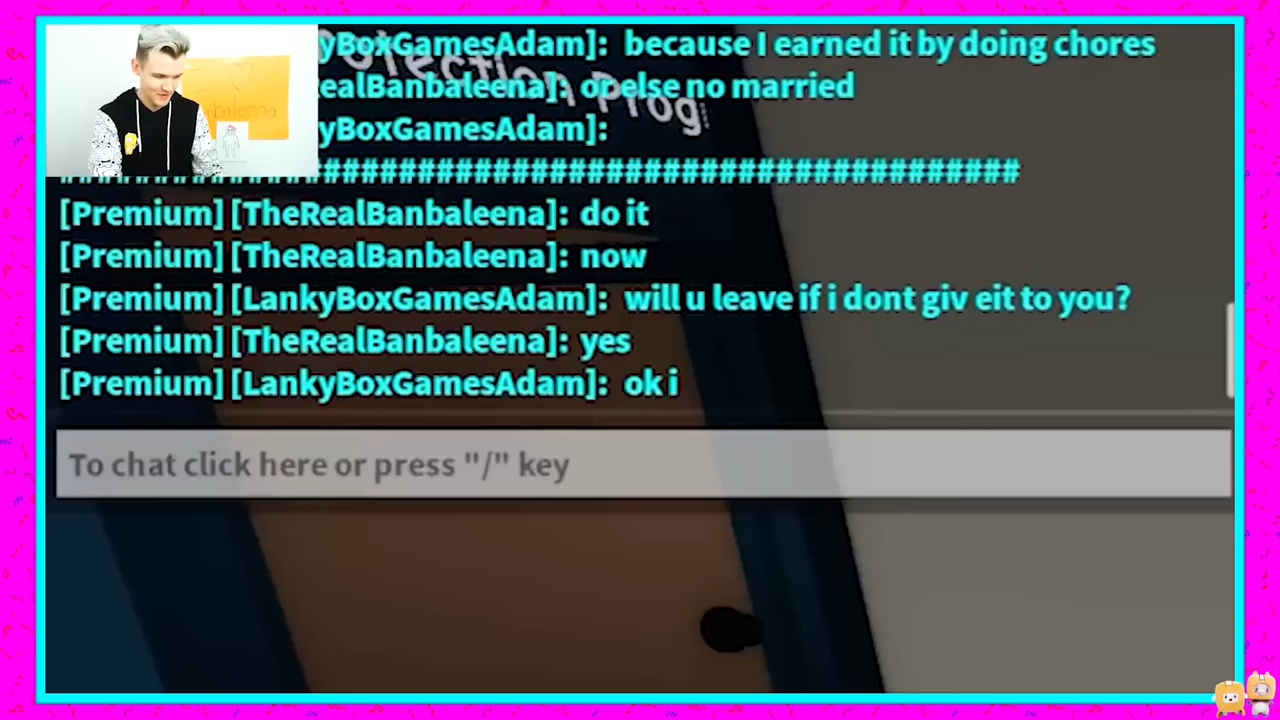 yBoxGamesAdam]: because I earned it by doing chores
ealBanbaleena]: or else no married
yBoxGamesAdam]:
####################################################
[Premium] [TheRealBanbaleena]: do it
[Premium] [TheRealBanbaleena]: now
[Premium] [LankyBoxGamesAdam]: will u leave if i dont giv eit to you?
[Premium] [TheRealBanbaleena]: yes
[Premium] [LankyBoxGamesAdam]: ok i
To chat click here or press "/" key